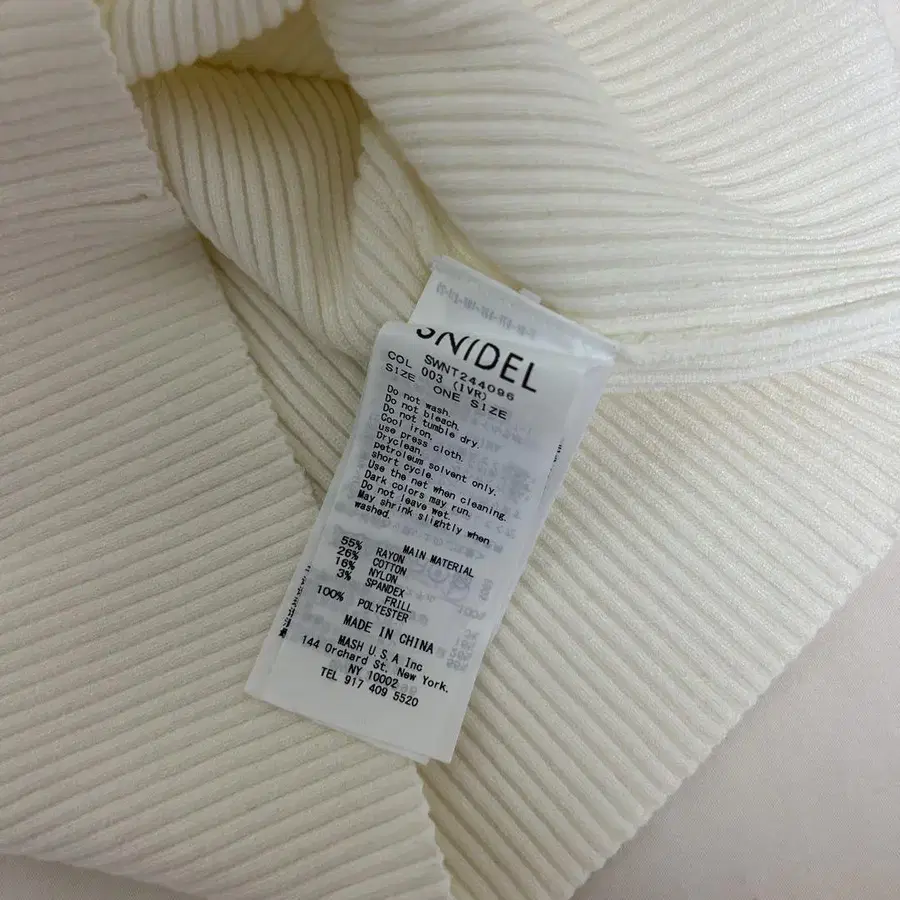 SNIDEL
SWNT244096
COL 003 (IVR)
SIZE ONE SIZE
Do not wash.
Do not bleach.
Do not tumble dry.
Cool iron.
use press cloth.
Dryclean.
petroleum solvent only.
short cycle.
Use the net when cleaning.
Dark colors may run.
Do not leave wet.
May shrink slightly when
washed.
MAIN MATERIAL
55% RAYON
26% COTTON
16% NYLON
3% SPANDEX
FRILL
100% POLYESTER
MADE IN CHINA
MASH U.S.A Inc
144 Orchard St. New York.
NY 10002
TEL 917 409 5520